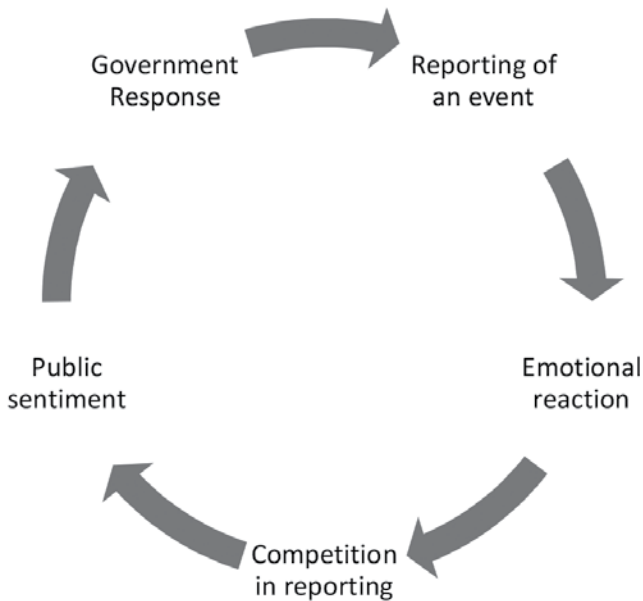 Government
Response
Reporting of
an event
Emotional
reaction
Competition
in reporting
Public
sentiment